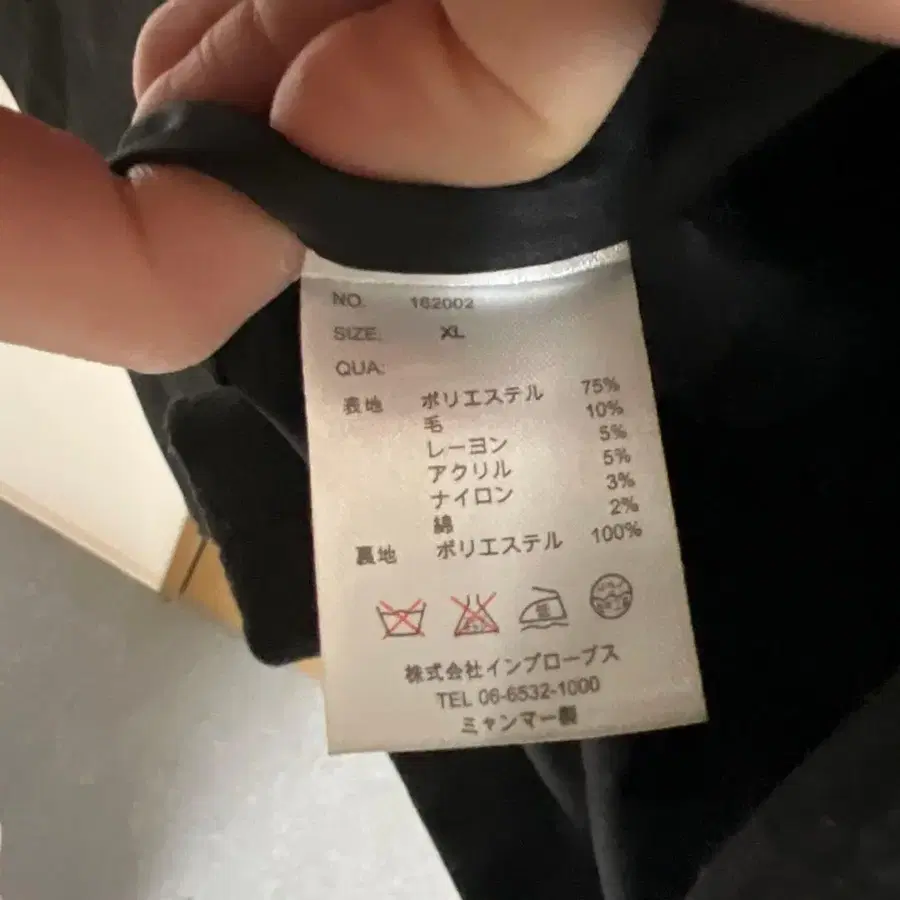 NO. 162002
SIZE: XL
QUA:
表地 ポリエステル 75%
毛 10%
レーヨン 5%
アクリル 5%
ナイロン 3%
綿 2%
裏地 ポリエステル 100%
株式会社インプローブス
TEL 06-6532-1000
ミャンマー製